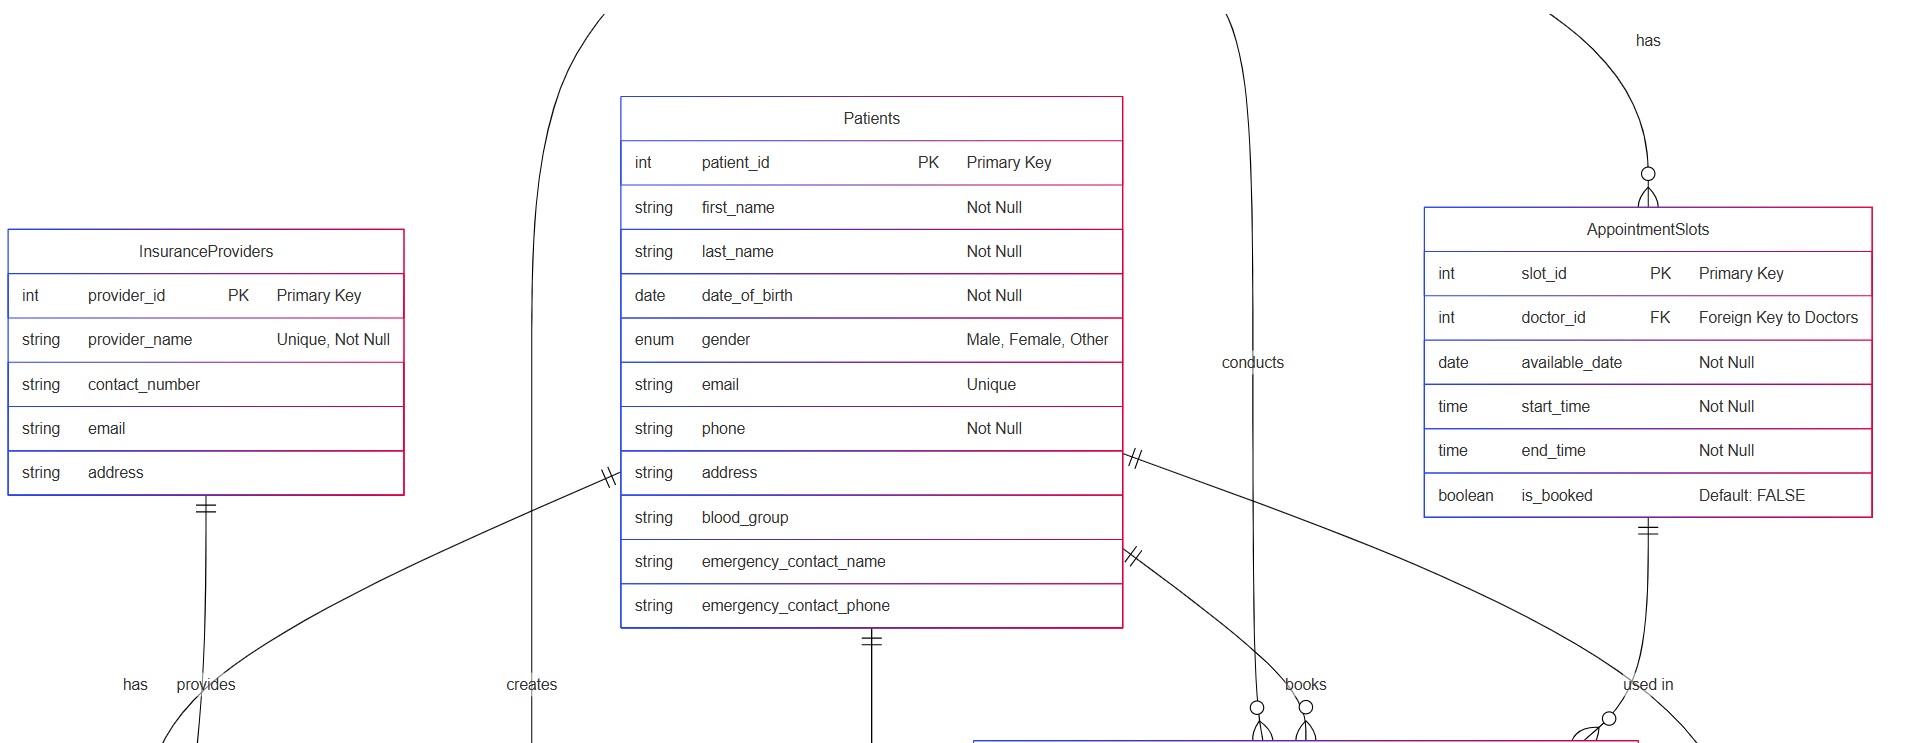 has
Patients
int patient_id PK Primary Key
string first_name Not Null
string last_name Not Null
date date_of_birth Not Null
enum gender Male, Female, Other
string email Unique
string phone Not Null
string address
string blood_group
string emergency_contact_name
string emergency_contact_phone
InsuranceProviders
int provider_id PK Primary Key
string provider_name Unique, Not Null
string contact_number
string email
string address
AppointmentSlots
int slot_id PK Primary Key
int doctor_id FK Foreign Key to Doctors
date available_date Not Null
time start_time Not Null
time end_time Not Null
boolean is_booked Default: FALSE
conducts
has
provides
creates
books
used in